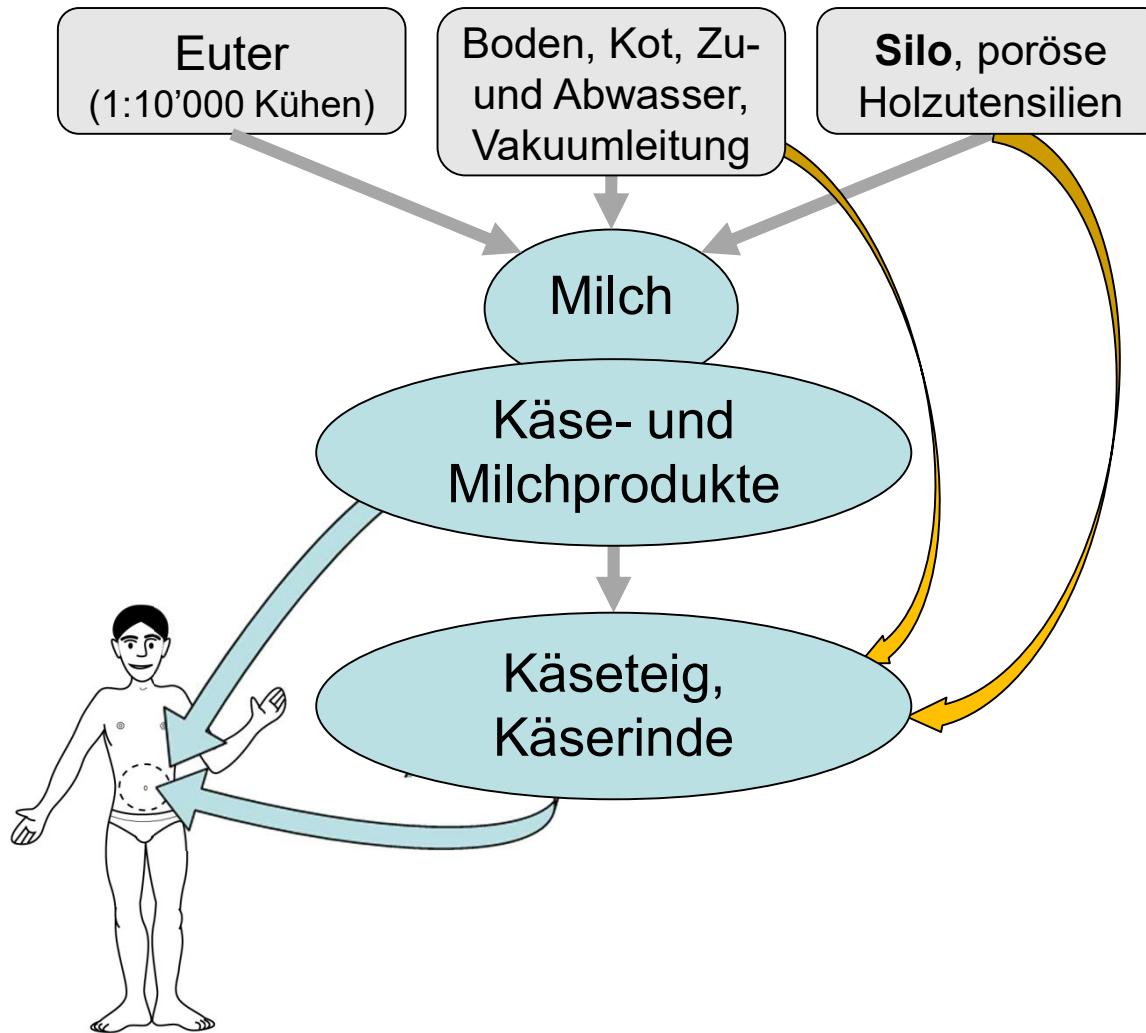 Euter
(1:10’000 Kühen)
Boden, Kot, Zu-
und Abwasser,
Vakuumleitung
Silo, poröse
Holzutensilien
Milch
Käse- und
Milchprodukte
Käseteig,
Käserinde